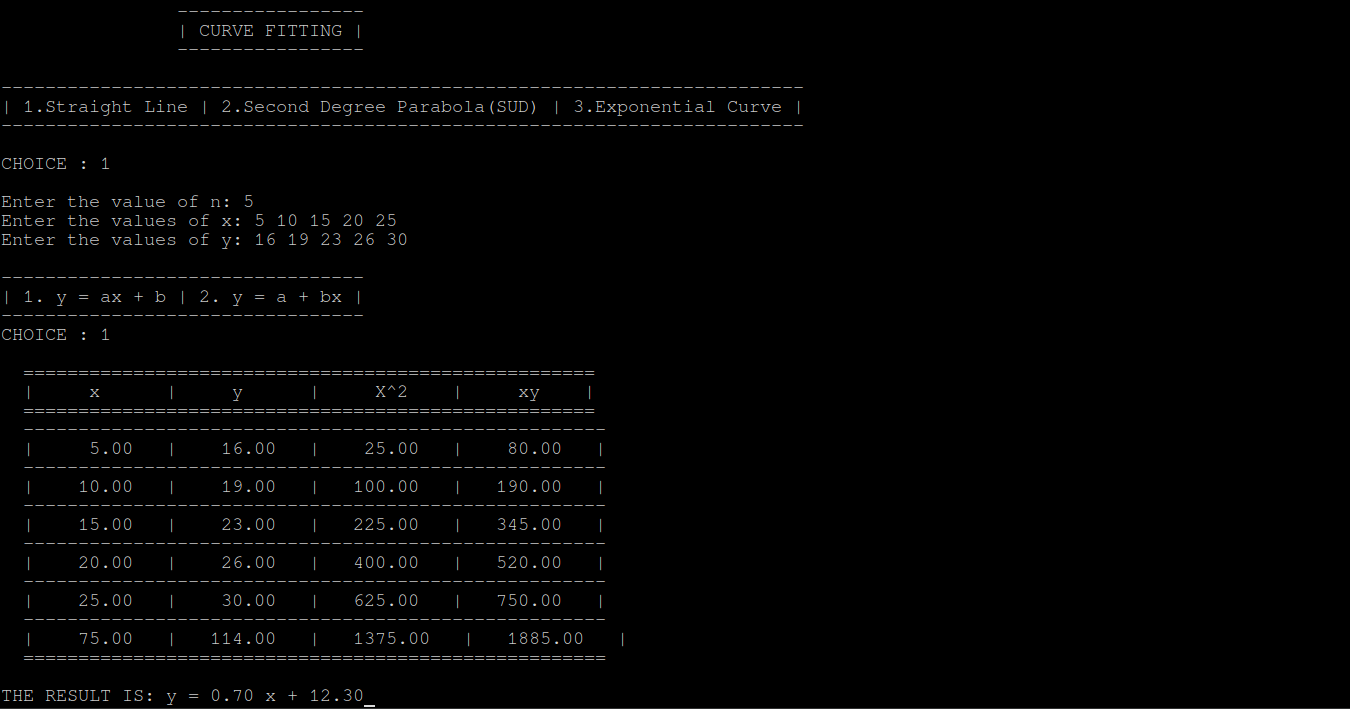 -----------------
| CURVE FITTING |
-----------------
-------------------------------------------------------------------------
| 1.Straight Line | 2.Second Degree Parabola(SUD) | 3.Exponential Curve |
-------------------------------------------------------------------------
CHOICE : 1
Enter the value of n: 5
Enter the values of x: 5 10 15 20 25
Enter the values of y: 16 19 23 26 30
---------------------------------
| 1. y = ax + b | 2. y = a + bx |
---------------------------------
CHOICE : 1
====================================================
|     x      |     y      |     X^2    |     xy    |
====================================================
-----------------------------------------------------
|     5.00   |    16.00   |    25.00   |    80.00   |
-----------------------------------------------------
|    10.00   |    19.00   |   100.00   |   190.00   |
-----------------------------------------------------
|    15.00   |    23.00   |   225.00   |   345.00   |
-----------------------------------------------------
|    20.00   |    26.00   |   400.00   |   520.00   |
-----------------------------------------------------
|    25.00   |    30.00   |   625.00   |   750.00   |
-----------------------------------------------------
|    75.00   |   114.00   |   1375.00   |   1885.00   |
=====================================================
THE RESULT IS: y = 0.70 x + 12.30_